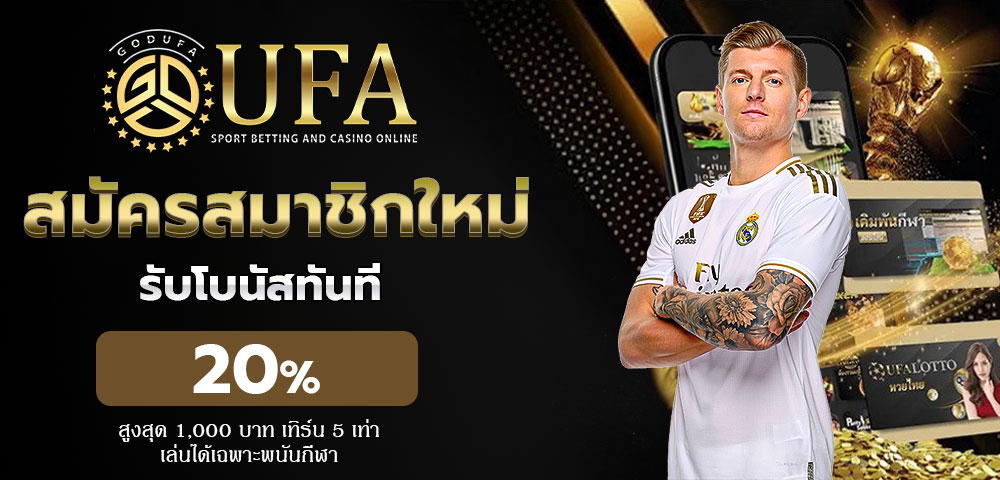 GODUFA
UFA
SPORT BETTING AND CASINO ONLINE
สมัครสมาชิกใหม่
รับโบนัสทันที
20%
สูงสุด 1,000 บาท เทิร์น 5 เท่า
เล่นได้เฉพาะพนันกีฬา
adidas
เดิมพันกีฬา
UFALOTTO
หวยไทย